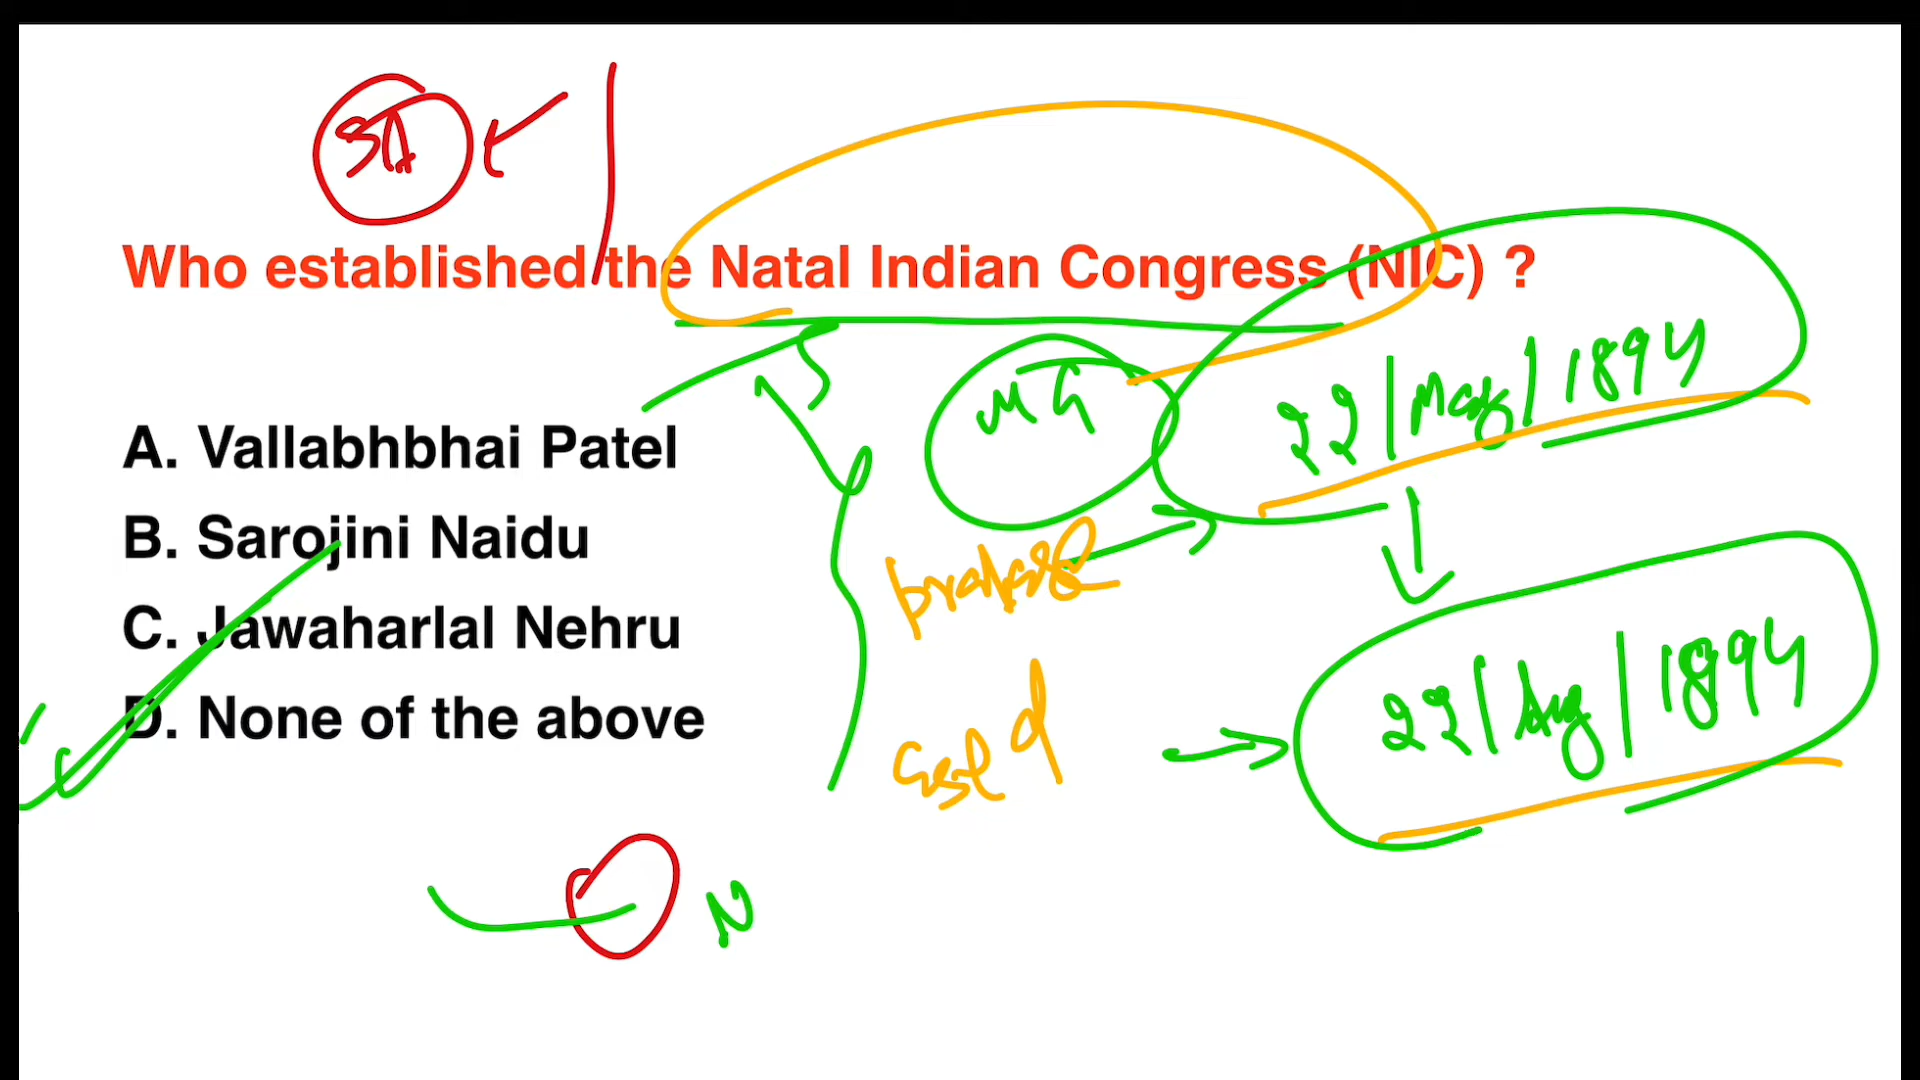 SA
Who established the Natal Indian Congress (NIC) ?
MG
22/May/1894
A. Vallabhbhai Patel
B. Sarojini Naidu
C. Jawaharlal Nehru
D. None of the above
22/Aug/1894
Estd
N